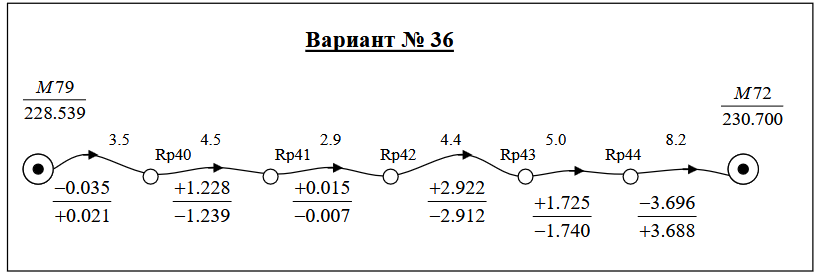 Вариант № 36
M79
228.539
M72
230.700
3.5 4.5 2.9 4.4 5.0 8.2
Rp40 Rp41 Rp42 Rp43 Rp44
−0.035 +1.228 +0.015 +2.922 +1.725 −3.696
+0.021 −1.239 −0.007 −2.912 −1.740 +3.688